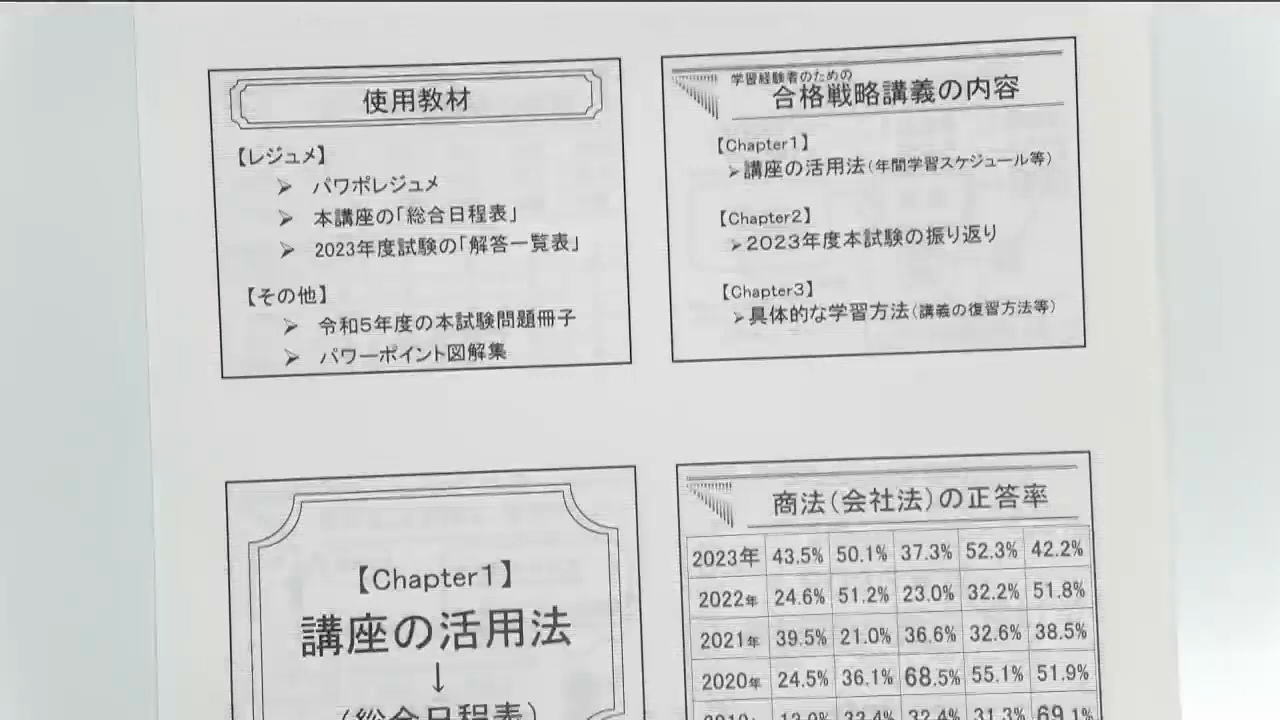 使用教材
【レジュメ】
➢ パワポレジュメ
➢ 本講座の「総合日程表」
➢ 2023年度試験の「解答一覧表」
【その他】
➢ 令和5年度の本試験問題冊子
➢ パワーポイント図解集
学習経験者のための
合格戦略講義の内容
【Chapter1】
➢講座の活用法(年間学習スケジュール等)
【Chapter2】
➢2023年度本試験の振り返り
【Chapter3】
➢具体的な学習方法(講義の復習方法等)
【Chapter1】
講座の活用法
↓
(総合日程表)
商法(会社法)の正答率
2023年 43.5% 50.1% 37.3% 52.3% 42.2%
2022年 24.6% 51.2% 23.0% 32.2% 51.8%
2021年 39.5% 21.0% 36.6% 32.6% 38.5%
2020年 24.5% 36.1% 68.5% 55.1% 51.9%
31.3% 69.1%